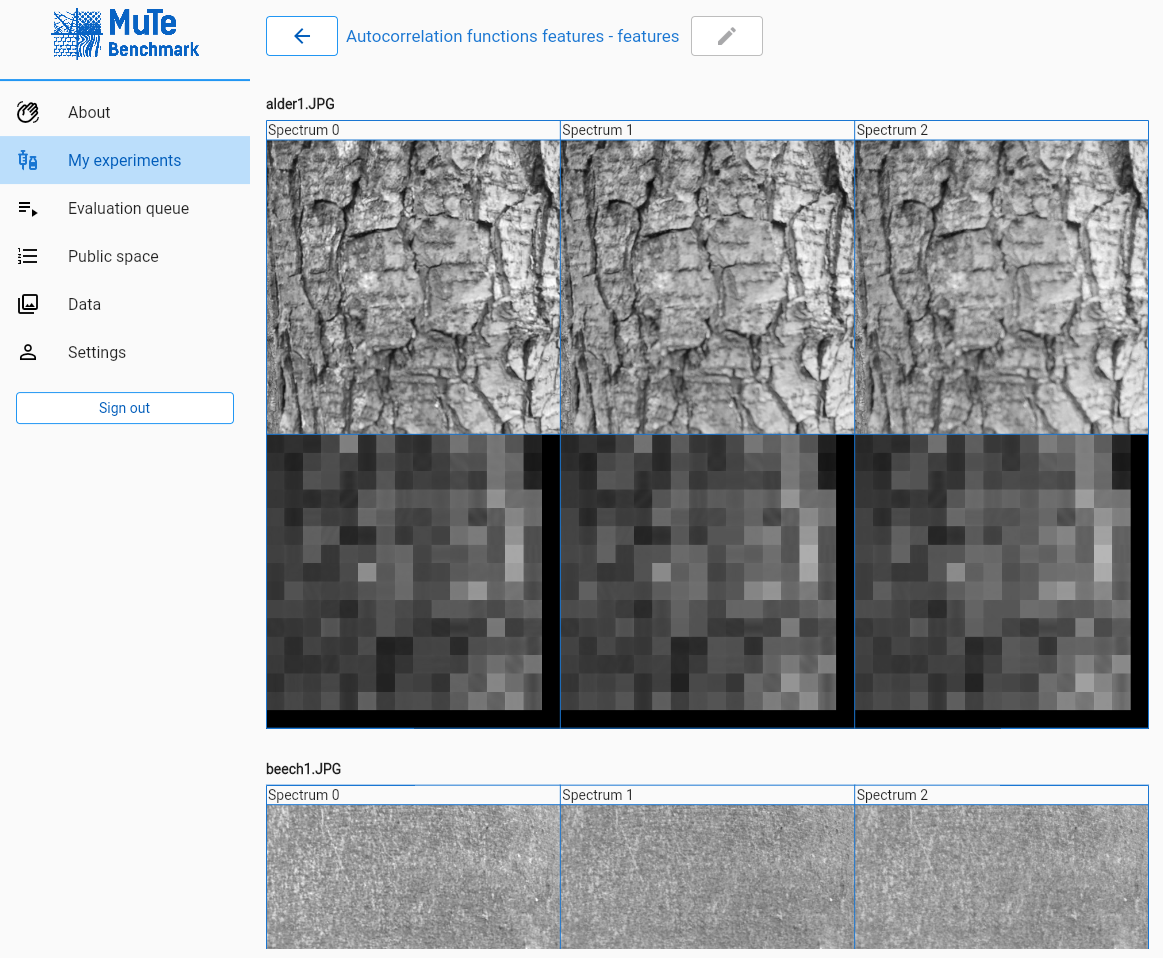 MuTe
Benchmark
Autocorrelation functions features - features
About
My experiments
Evaluation queue
Public space
Data
Settings
Sign out
alder1.JPG
Spectrum 0
Spectrum 1
Spectrum 2
beech1.JPG
Spectrum 0
Spectrum 1
Spectrum 2